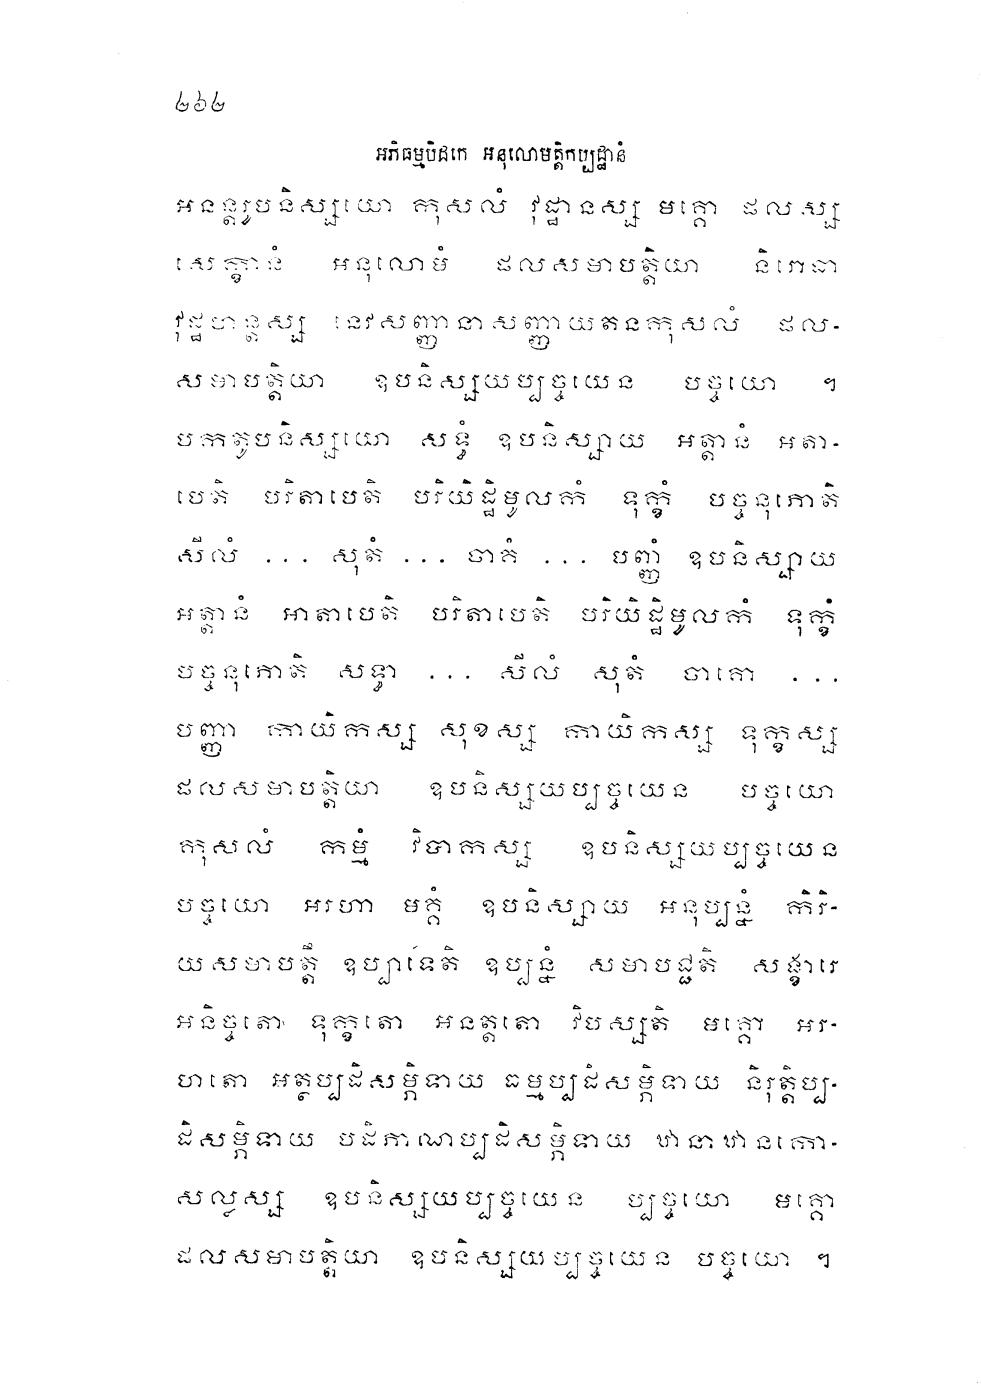 ២៦២
អភិធម្មបិដកេ អនុលោមត្តិកប្បដ្ឋានំ
អនន្តរូបនិស្សយោ កុសលំ វុដ្ឋានស្ស មគ្គោ ផលស្ស
សេក្ខានំ អនុលោមំ ផលសមាបត្តិយា និរោធា
វុដ្ឋហន្តស្ស នេវសញ្ញានាសញ្ញាយតនកុសលំ ផល-
សមាបត្តិយា ឧបនិស្សយប្បច្ចយេន បច្ចយោ ។
បកតូបនិស្សយោ សទ្ធំ ឧបនិស្សាយ អត្តានំ អតា-
បេតិ បរិតាបេតិ បរិយិដ្ឋិមូលកំ ទុក្ខំ បច្ចនុភោតិ
សីលំ ... សុតំ ... ចាគំ ... បញ្ញំ ឧបនិស្សាយ
អត្តានំ អាតាបេតិ បរិតាបេតិ បរិយិដ្ឋិមូលកំ ទុក្ខំ
បច្ចនុភោតិ សទ្ធា ... សីលំ សុតំ ចាគោ ...
បញ្ញា កាយិកស្ស សុខស្ស កាយិកស្ស ទុក្ខស្ស
ផលសមាបត្តិយា ឧបនិស្សយប្បច្ចយេន បច្ចយោ
កុសលំ កម្មំ វិបាកស្ស ឧបនិស្សយប្បច្ចយេន
បច្ចយោ អរហា មគ្គំ ឧបនិស្សាយ អនុប្បន្នំ កិរិ-
យសមាបត្តឹ ឧប្បាទេតិ ឧប្បន្នំ សមាបជ្ជតិ សង្ខារេ
អនិច្ចតោ ទុក្ខតោ អនត្តតោ វិបស្សតិ មគ្គោ អរ-
ហតោ អត្ថប្បដិសម្ភិទាយ ធម្មប្បដិសម្ភិទាយ និរុត្តិប្ប-
ដិសម្ភិទាយ បដិភាណប្បដិសម្ភិទាយ ឋានាឋានកោ-
សល្លស្ស ឧបនិស្សយប្បច្ចយេន ប្បច្ចយោ មគ្គោ
ផលសមាបត្តិយា ឧបនិស្សយប្បច្ចយេន បច្ចយោ ។